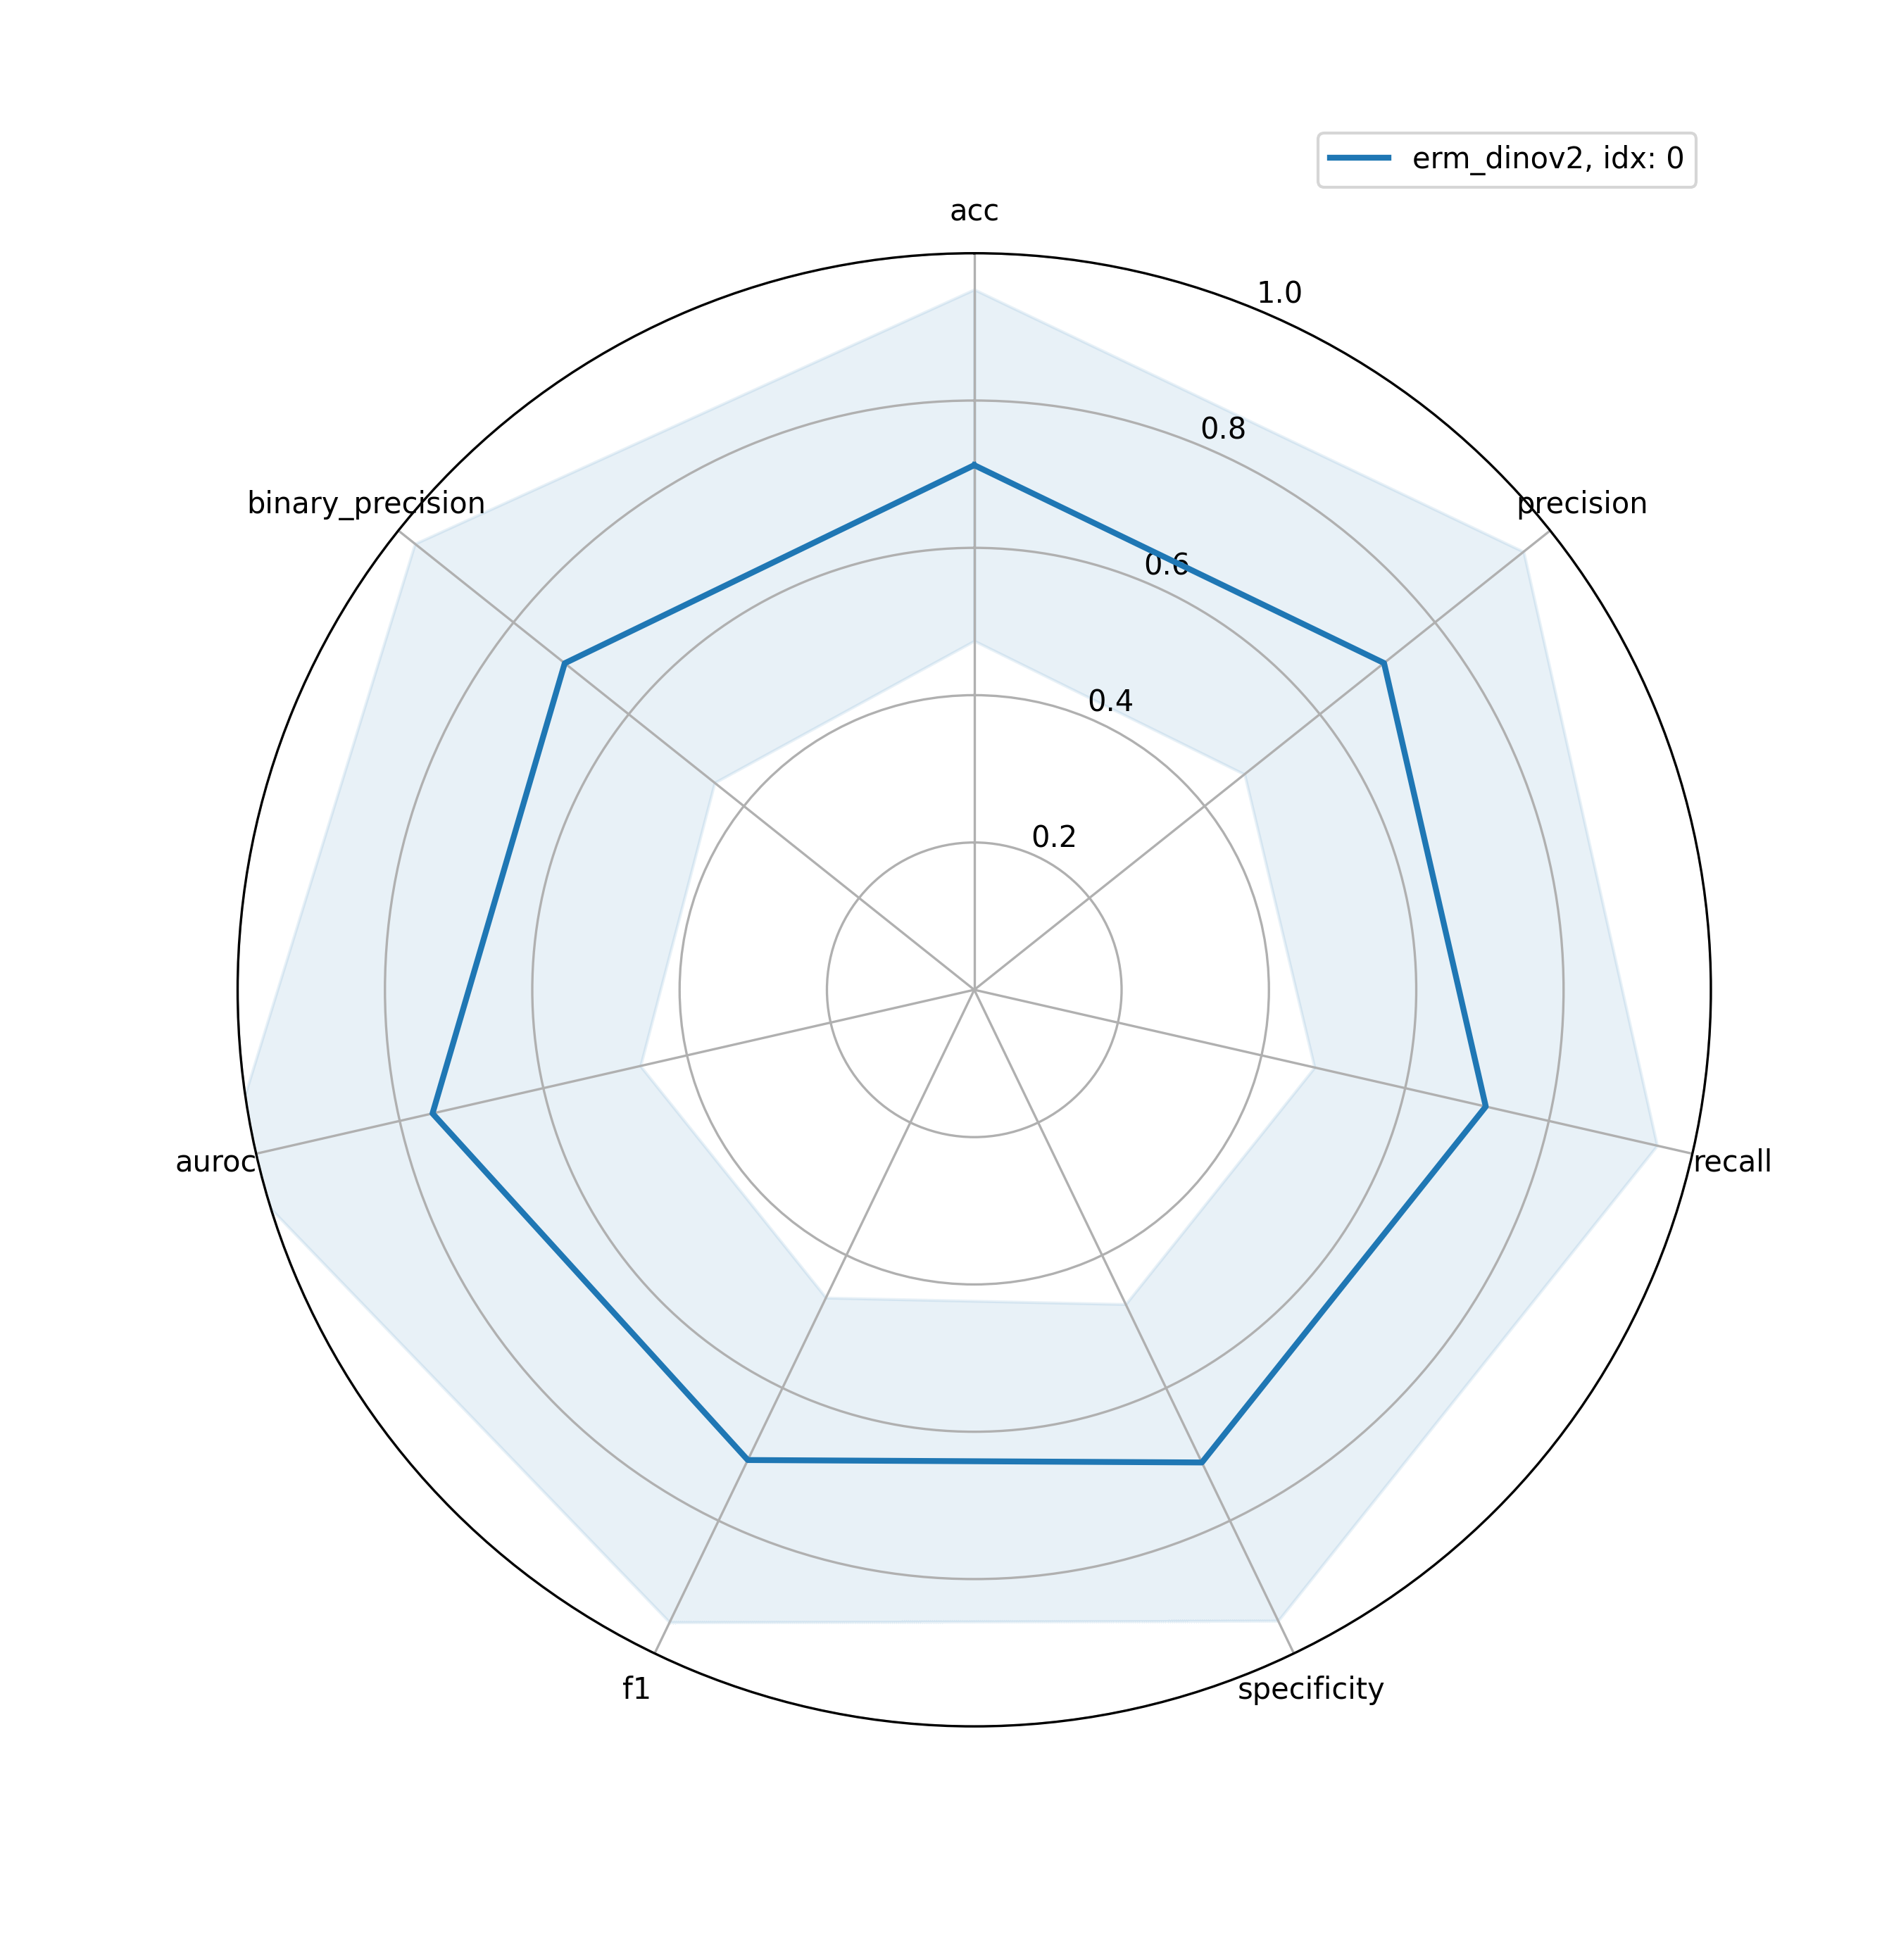 erm_dinov2, idx: 0
acc
1.0
0.8
binary_precision
precision
0.6
0.4
0.2
auroc
recall
f1
specificity